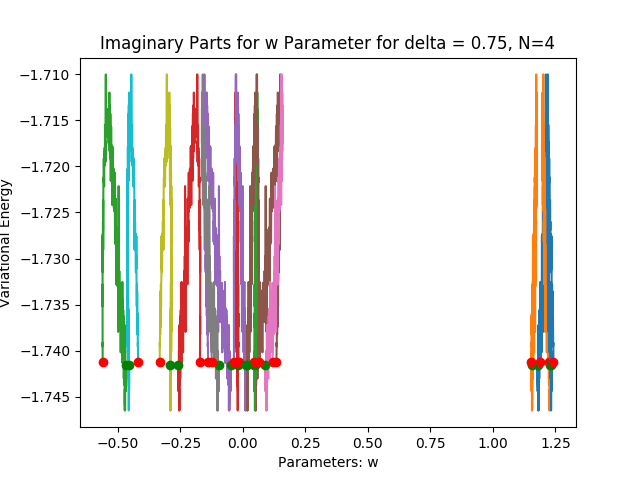 Imaginary Parts for w Parameter for delta = 0.75, N=4
Variational Energy
−1.710
−1.715
−1.720
−1.725
−1.730
−1.735
−1.740
−1.745
−0.50 −0.25 0.00 0.25 0.50 0.75 1.00 1.25
Parameters: w